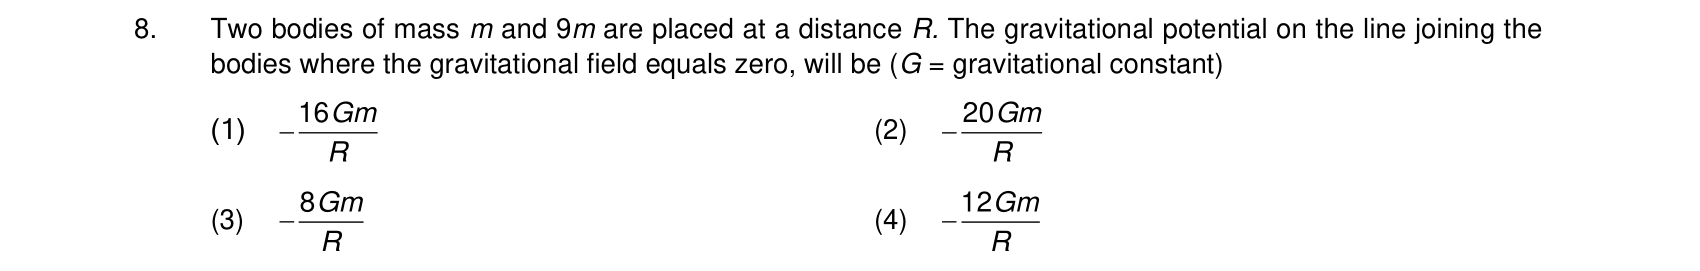 8. Two bodies of mass m and 9m are placed at a distance R. The gravitational potential on the line joining the
bodies where the gravitational field equals zero, will be (G = gravitational constant)
(1) −16Gm/R (2) −20Gm/R
(3) −8Gm/R (4) −12Gm/R